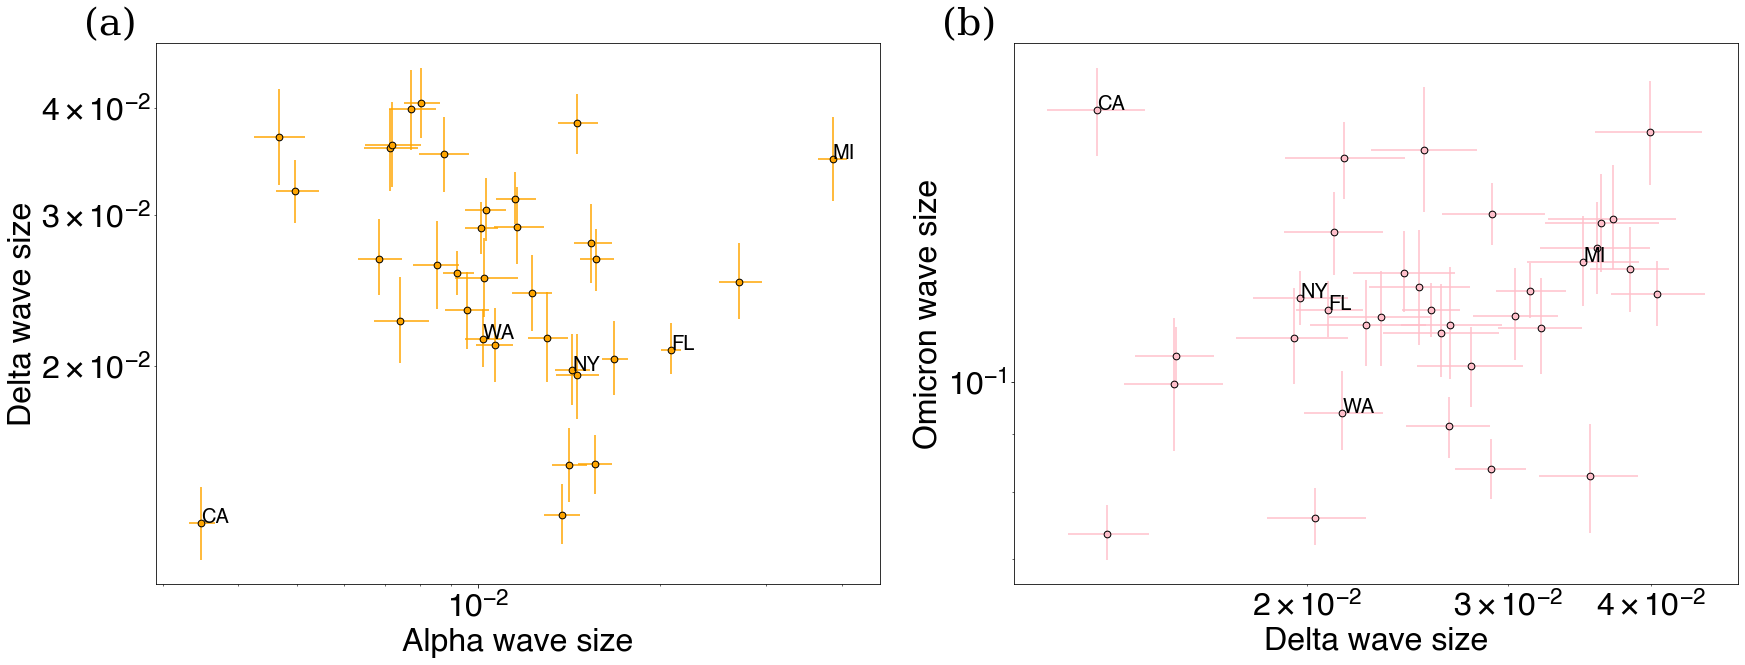 (a)
4×10⁻²
3×10⁻²
2×10⁻²
Delta wave size
MI
WA
FL
NY
CA
10⁻²
Alpha wave size
(b)
10⁻¹
Omicron wave size
CA
MI
NY
FL
WA
2×10⁻²
3×10⁻²
4×10⁻²
Delta wave size